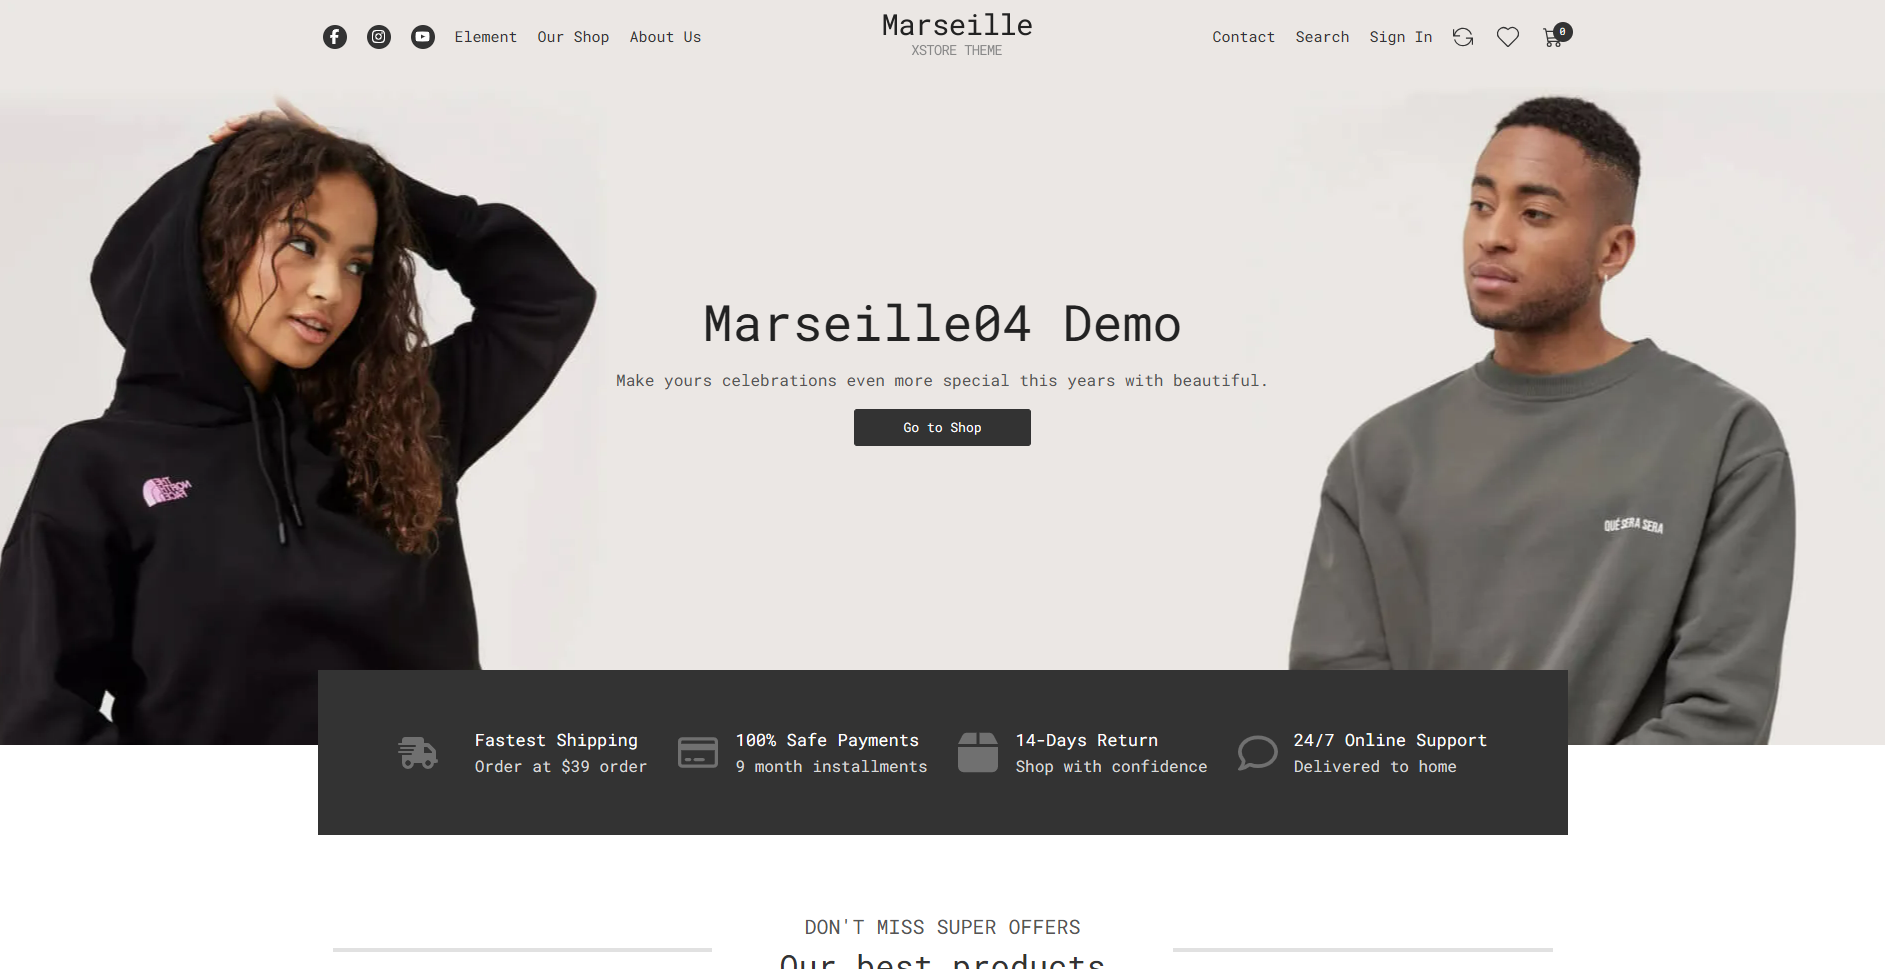 Element Our Shop About Us
Marseille
XSTORE THEME
Contact Search Sign In
0
Marseille04 Demo
Make yours celebrations even more special this years with beautiful.
Go to Shop
THE
NORTH
FACE
QUÉ SERA SERA
Fastest Shipping
Order at $39 order
100% Safe Payments
9 month installments
14-Days Return
Shop with confidence
24/7 Online Support
Delivered to home
DON'T MISS SUPER OFFERS
Our best products